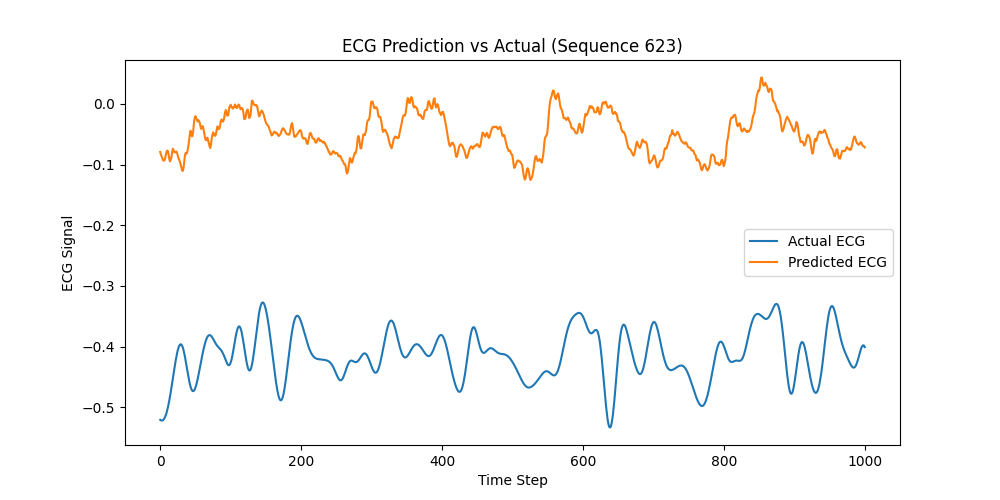 ECG Prediction vs Actual (Sequence 623)
ECG Signal
0.0
−0.1
−0.2
−0.3
−0.4
−0.5
Actual ECG
Predicted ECG
0 200 400 600 800 1000
Time Step